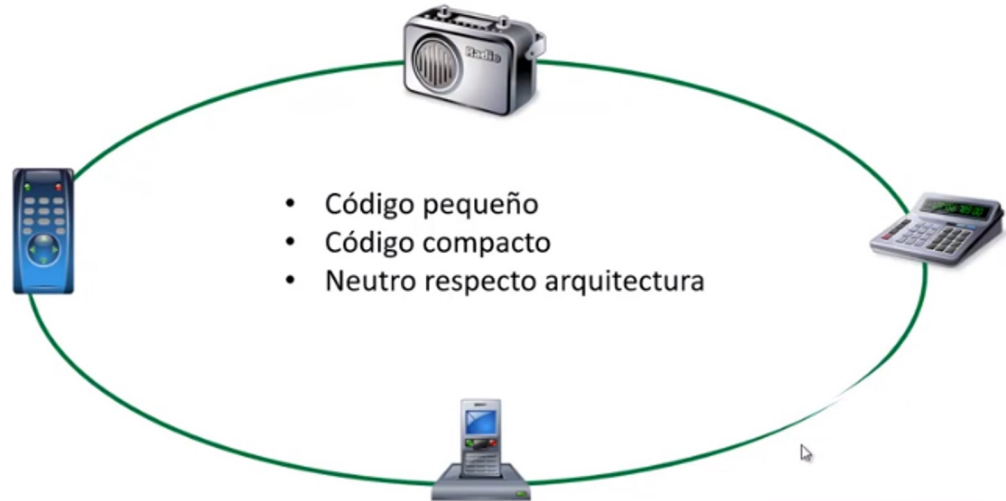 Radio
• Código pequeño
• Código compacto
• Neutro respecto arquitectura